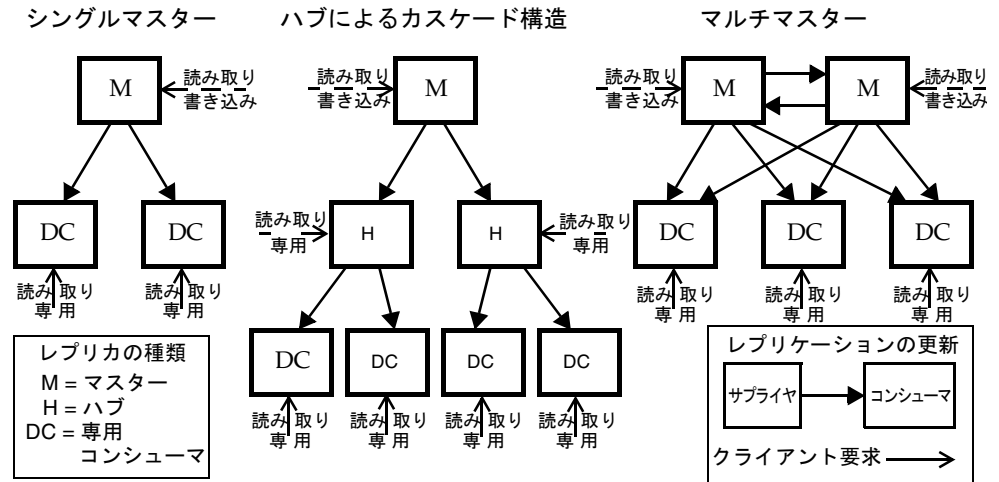 シングルマスター
ハブによるカスケード構造
マルチマスター
M
読み取り
書き込み
DC
DC
読み取り
専用
読み取り
専用
読み取り
書き込み
M
読み取り
専用
H
H
読み取り
専用
DC
DC
DC
DC
読み取り
専用
読み取り
専用
読み取り
専用
読み取り
専用
読み取り
書き込み
M
M
読み取り
書き込み
DC
DC
DC
読み取り
専用
読み取り
専用
読み取り
専用
レプリカの種類
M = マスター
H = ハブ
DC = 専用
コンシューマ
レプリケーションの更新
サプライヤ
コンシューマ
クライアント要求